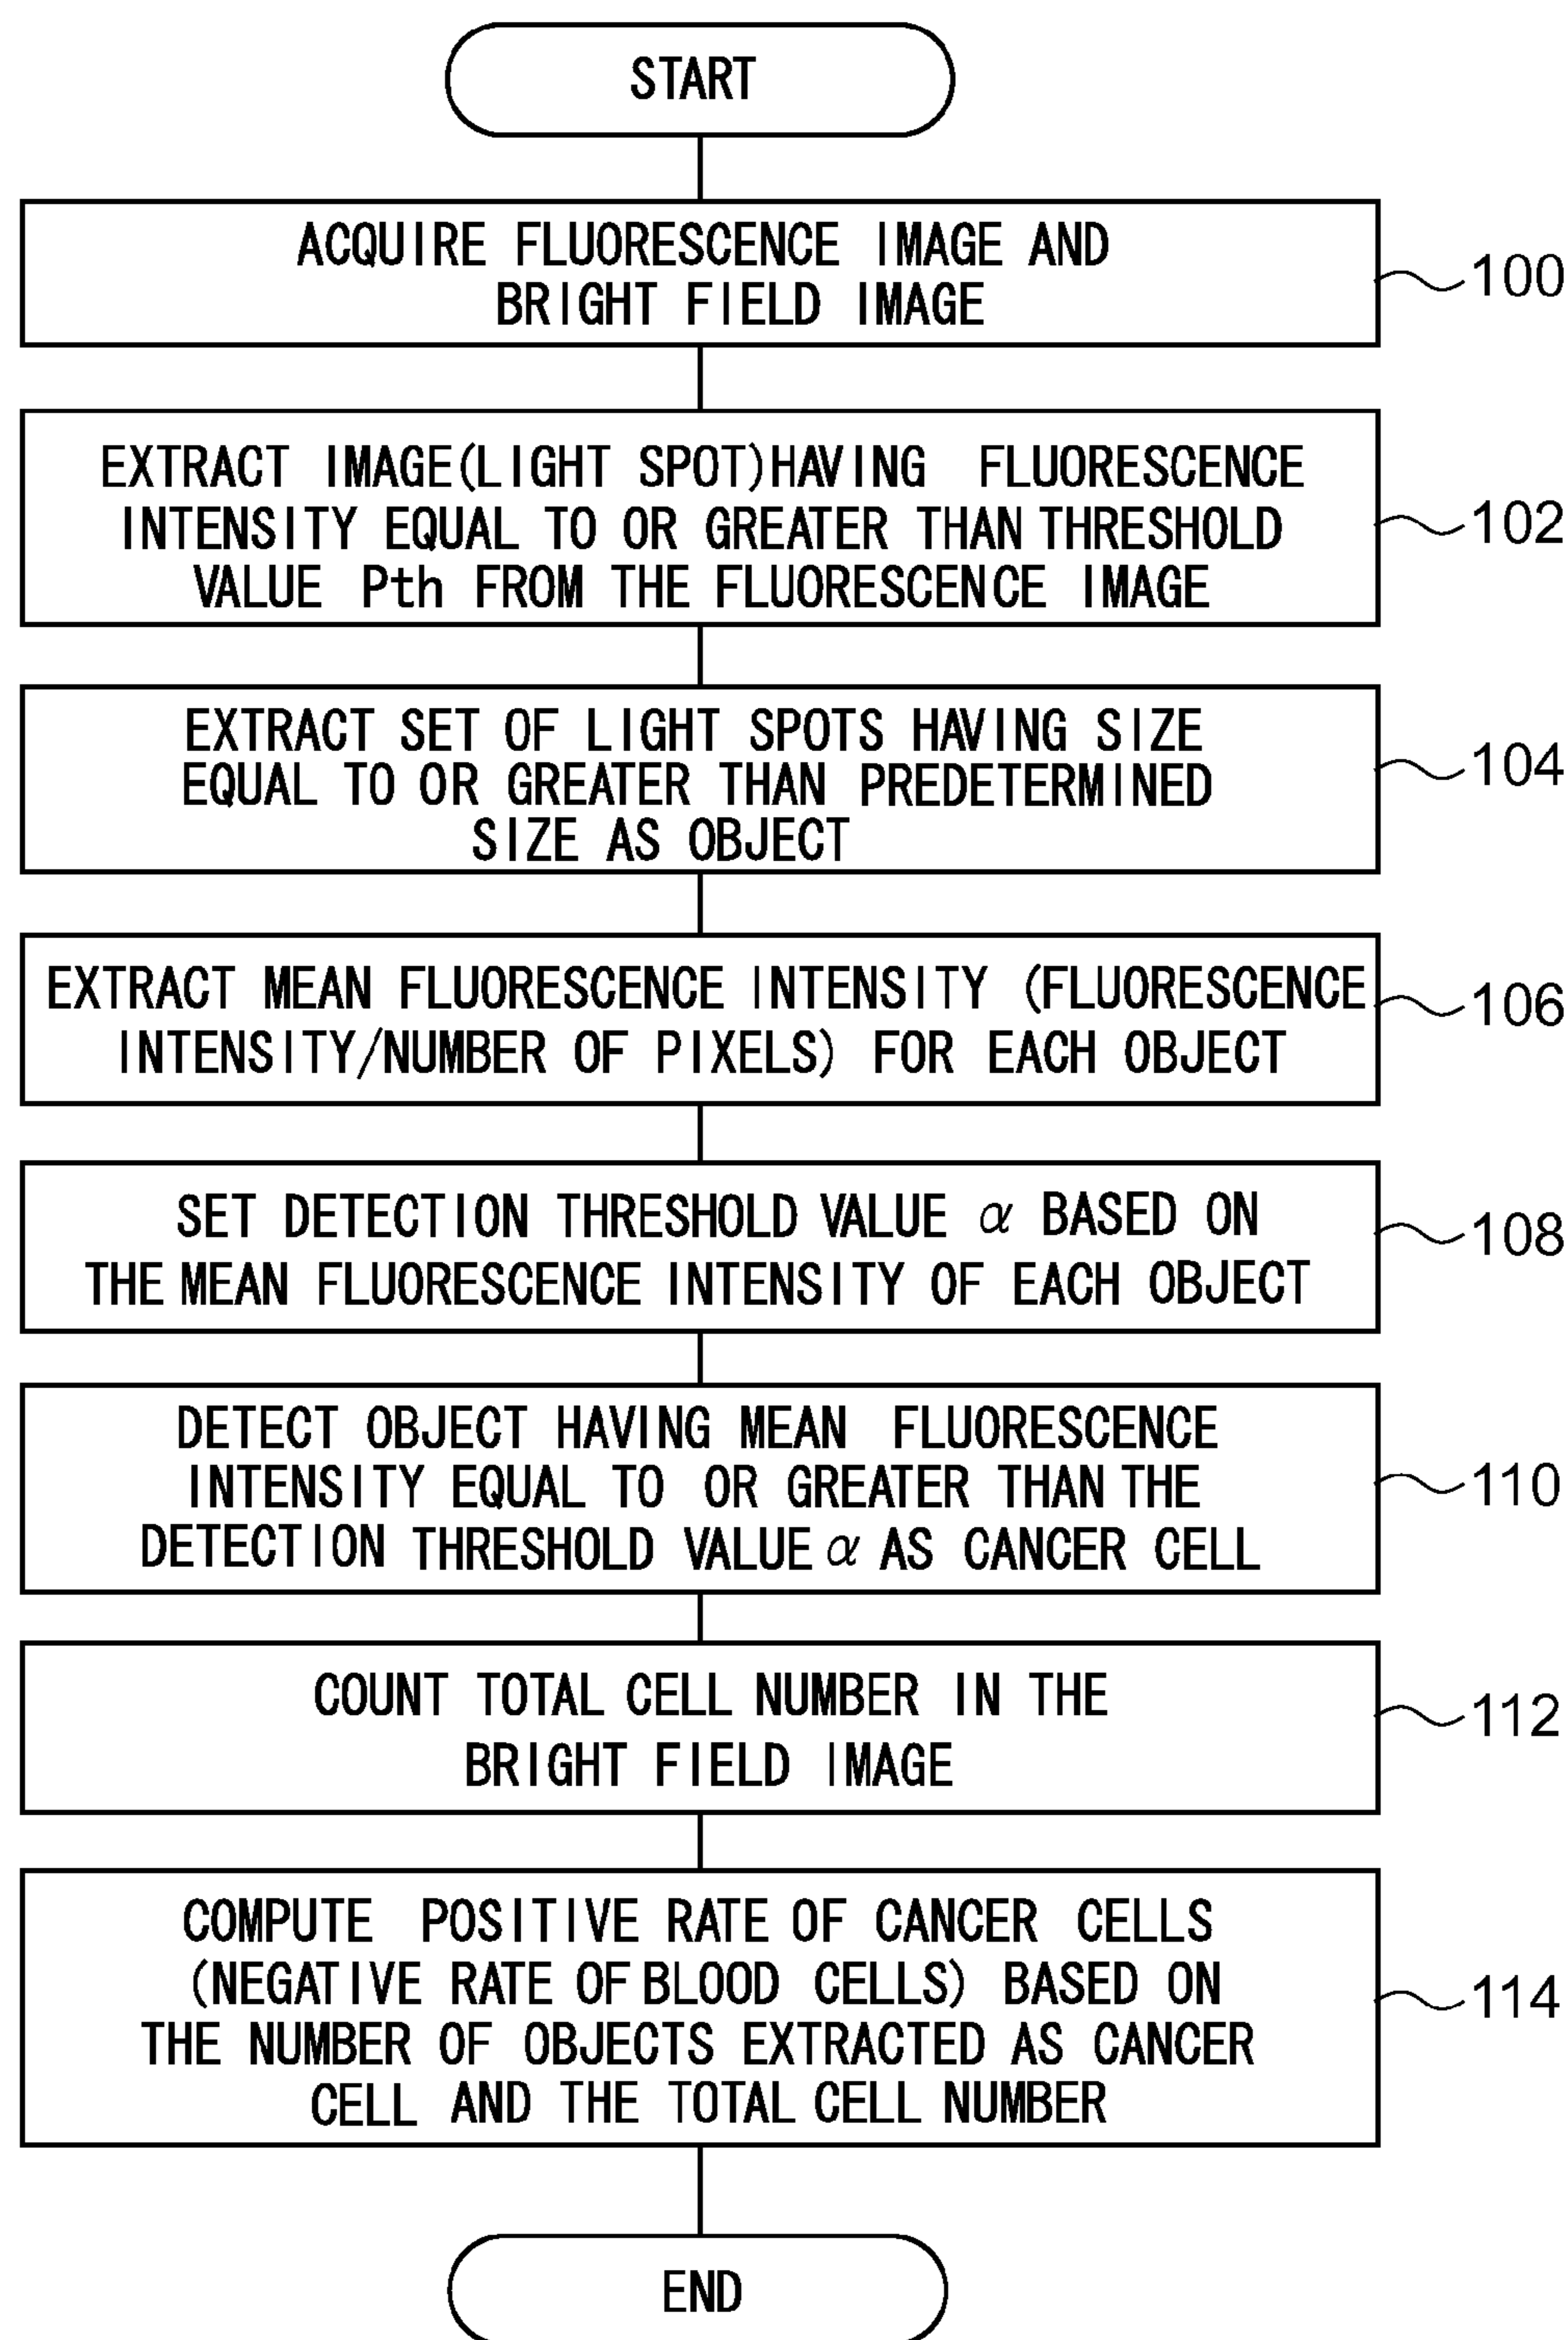 START
ACQUIRE FLUORESCENCE IMAGE AND
BRIGHT FIELD IMAGE
100
EXTRACT IMAGE(LIGHT SPOT)HAVING FLUORESCENCE
INTENSITY EQUAL TO OR GREATER THAN THRESHOLD
VALUE Pth FROM THE FLUORESCENCE IMAGE
102
EXTRACT SET OF LIGHT SPOTS HAVING SIZE
EQUAL TO OR GREATER THAN PREDETERMINED
SIZE AS OBJECT
104
EXTRACT MEAN FLUORESCENCE INTENSITY (FLUORESCENCE
INTENSITY/NUMBER OF PIXELS) FOR EACH OBJECT
106
SET DETECTION THRESHOLD VALUE α BASED ON
THE MEAN FLUORESCENCE INTENSITY OF EACH OBJECT
108
DETECT OBJECT HAVING MEAN FLUORESCENCE
INTENSITY EQUAL TO OR GREATER THAN THE
DETECTION THRESHOLD VALUE α AS CANCER CELL
110
COUNT TOTAL CELL NUMBER IN THE
BRIGHT FIELD IMAGE
112
COMPUTE POSITIVE RATE OF CANCER CELLS
(NEGATIVE RATE OF BLOOD CELLS) BASED ON
THE NUMBER OF OBJECTS EXTRACTED AS CANCER
CELL AND THE TOTAL CELL NUMBER
114
END